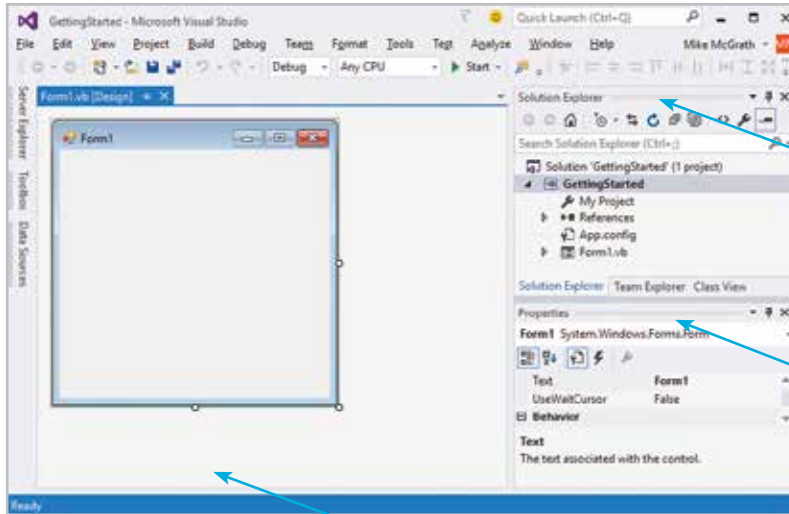 GettingStarted - Microsoft Visual Studio
Quick Launch (Ctrl+Q)
File Edit View Project Build Debug Team Format Tools Test Analyze Window Help
Mike McGrath
Debug
Any CPU
Start
Server Explorer
Toolbox
Data Sources
Form1.vb [Design]
Form1
Solution Explorer
Search Solution Explorer (Ctrl+;)
Solution 'GettingStarted' (1 project)
GettingStarted
My Project
References
App.config
Form1.vb
Solution Explorer Team Explorer Class View
Properties
Form1 System.Windows.Forms.Form
Text Form1
UseWaitCursor False
Behavior
Text
The text associated with the control.
Ready